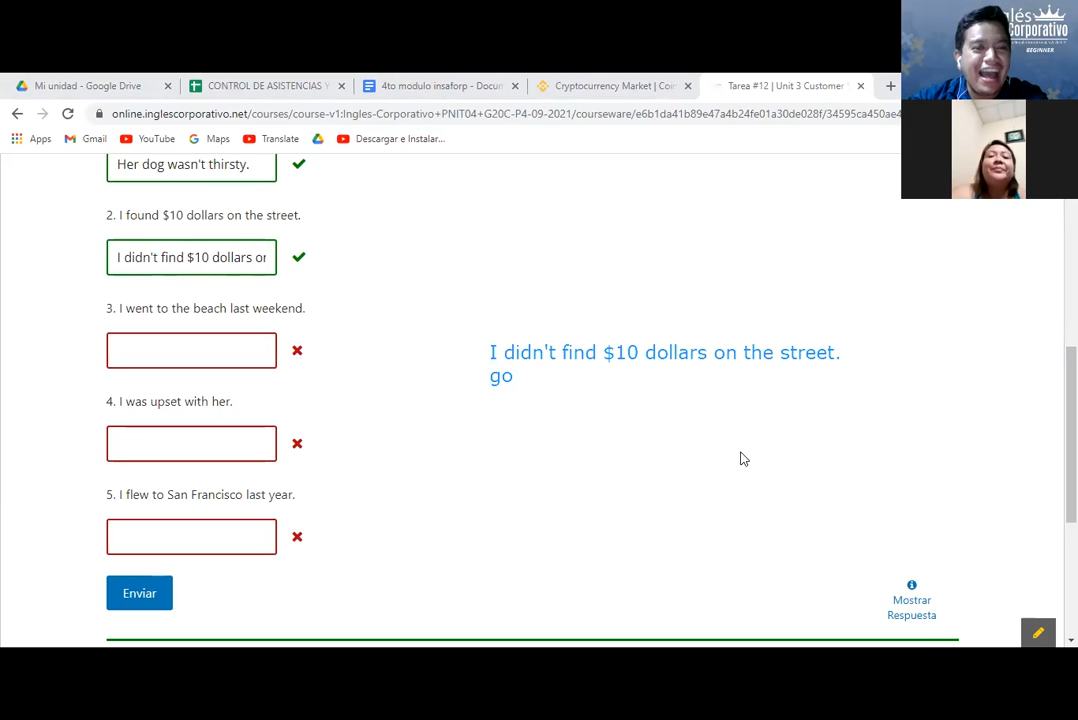 glés
Corporativo
BEGINNER
Mi unidad - Google Drive
CONTROL DE ASISTENCIAS Y
4to modulo insaforp - Docum
Cryptocurrency Market | Coin
Tarea #12 | Unit 3 Customer
online.inglescorporativo.net/courses/course-v1:Ingles-Corporativo+PNIT04+G20C-P4-09-2021/courseware/e6b1da41b89e47a4b24fe01a30de028f/34595ca450ae4
Apps
Gmail
YouTube
Maps
Translate
Descargar e Instalar...
Her dog wasn't thirsty.
2. I found $10 dollars on the street.
I didn't find $10 dollars or
3. I went to the beach last weekend.
I didn't find $10 dollars on the street.
go
4. I was upset with her.
5. I flew to San Francisco last year.
Enviar
Mostrar
Respuesta